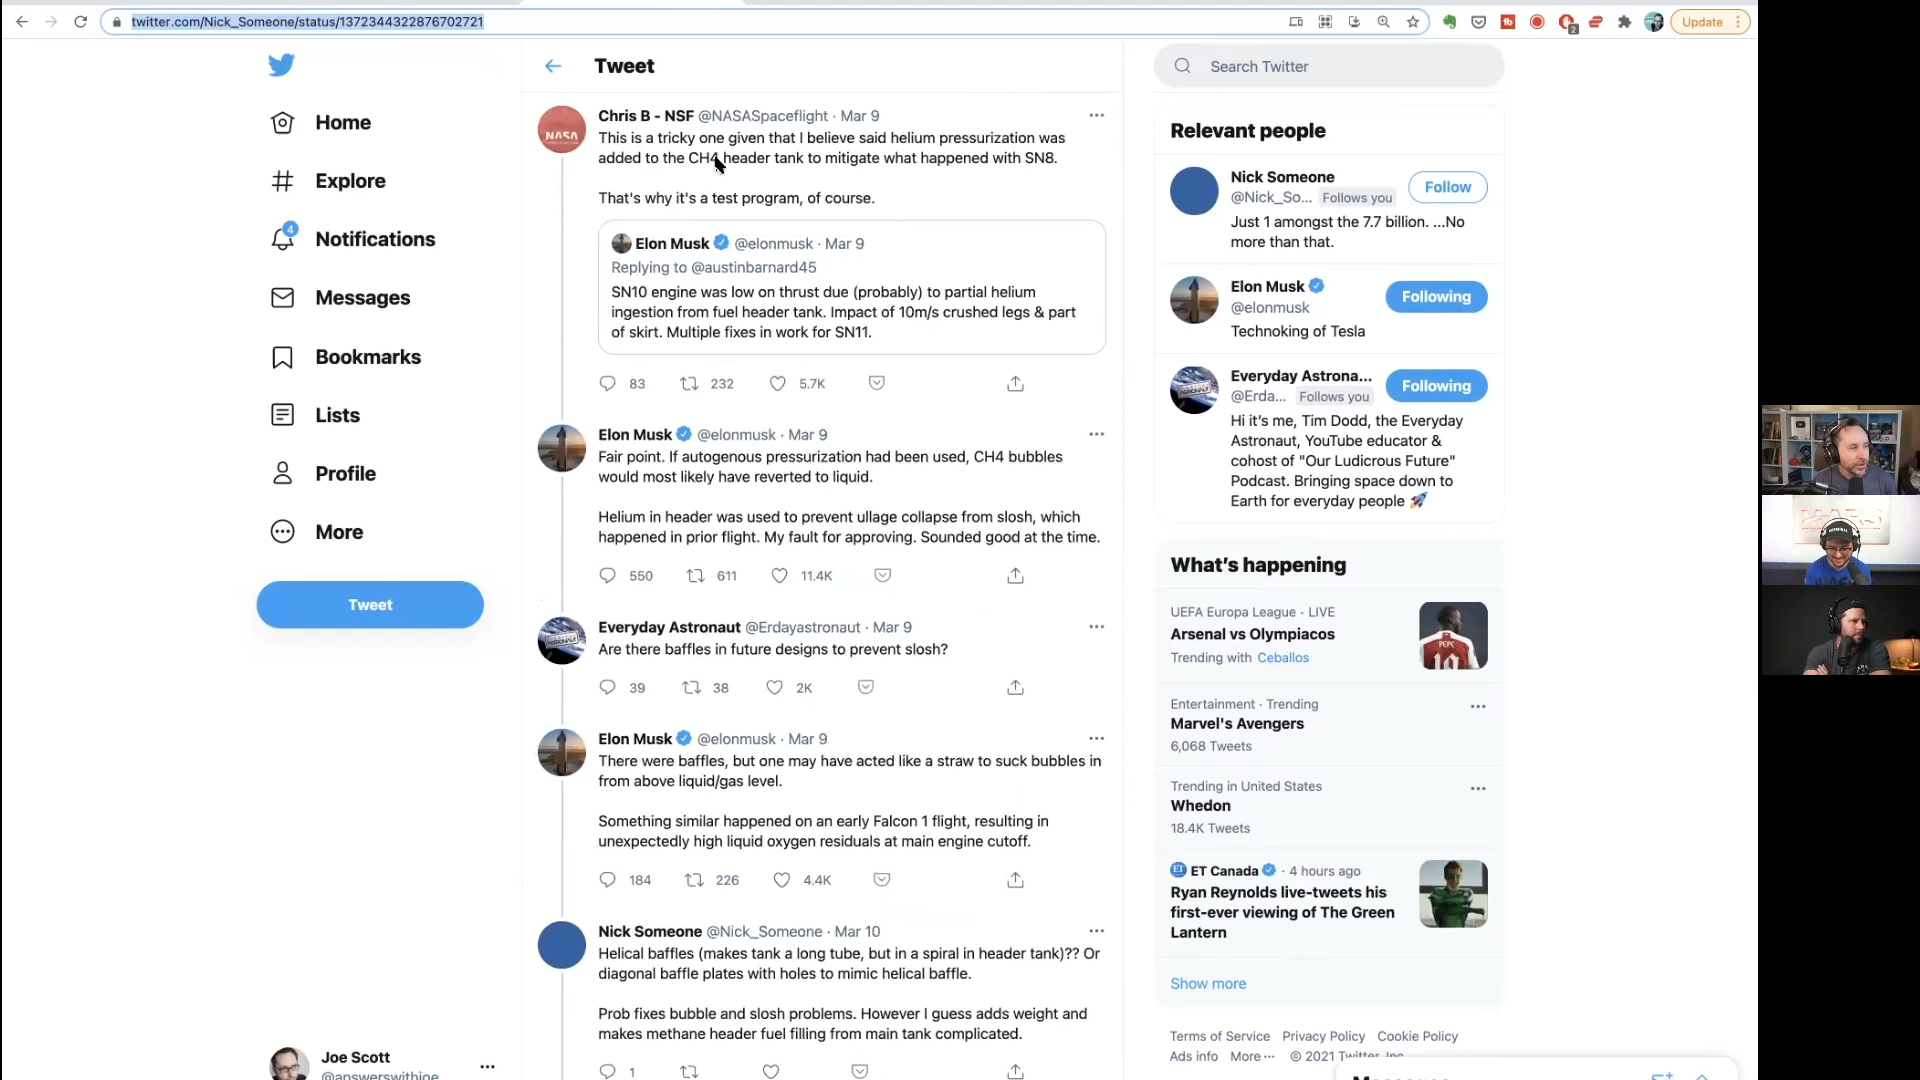 twitter.com/Nick_Someone/status/1372344322876702721
Update
Home
Explore
4
Notifications
Messages
Bookmarks
Lists
Profile
More
Tweet
Joe Scott
@answerswithjoe
Tweet
Chris B - NSF @NASASpaceflight · Mar 9
This is a tricky one given that I believe said helium pressurization was
added to the CH4 header tank to mitigate what happened with SN8.
That's why it's a test program, of course.
Elon Musk @elonmusk · Mar 9
Replying to @austinbarnard45
SN10 engine was low on thrust due (probably) to partial helium
ingestion from fuel header tank. Impact of 10m/s crushed legs & part
of skirt. Multiple fixes in work for SN11.
83 232 5.7K
Elon Musk @elonmusk · Mar 9
Fair point. If autogenous pressurization had been used, CH4 bubbles
would most likely have reverted to liquid.
Helium in header was used to prevent ullage collapse from slosh, which
happened in prior flight. My fault for approving. Sounded good at the time.
550 611 11.4K
Everyday Astronaut @Erdayastronaut · Mar 9
Are there baffles in future designs to prevent slosh?
39 38 2K
Elon Musk @elonmusk · Mar 9
There were baffles, but one may have acted like a straw to suck bubbles in
from above liquid/gas level.
Something similar happened on an early Falcon 1 flight, resulting in
unexpectedly high liquid oxygen residuals at main engine cutoff.
184 226 4.4K
Nick Someone @Nick_Someone · Mar 10
Helical baffles (makes tank a long tube, but in a spiral in header tank)?? Or
diagonal baffle plates with holes to mimic helical baffle.
Prob fixes bubble and slosh problems. However I guess adds weight and
makes methane header fuel filling from main tank complicated.
1
Search Twitter
Relevant people
Nick Someone
@Nick_So... Follows you
Follow
Just 1 amongst the 7.7 billion. ...No
more than that.
Elon Musk
@elonmusk
Following
Technoking of Tesla
Everyday Astrona...
@Erda... Follows you
Following
Hi it's me, Tim Dodd, the Everyday
Astronaut, YouTube educator &
cohost of "Our Ludicrous Future"
Podcast. Bringing space down to
Earth for everyday people 🚀
What's happening
UEFA Europa League · LIVE
Arsenal vs Olympiacos
Trending with Ceballos
Entertainment · Trending
Marvel's Avengers
6,068 Tweets
Trending in United States
Whedon
18.4K Tweets
ET Canada · 4 hours ago
Ryan Reynolds live-tweets his
first-ever viewing of The Green
Lantern
Show more
Terms of Service Privacy Policy Cookie Policy
Ads info More ··· © 2021 Twitter, Inc.
Messages
NASA
PEPE
MARS